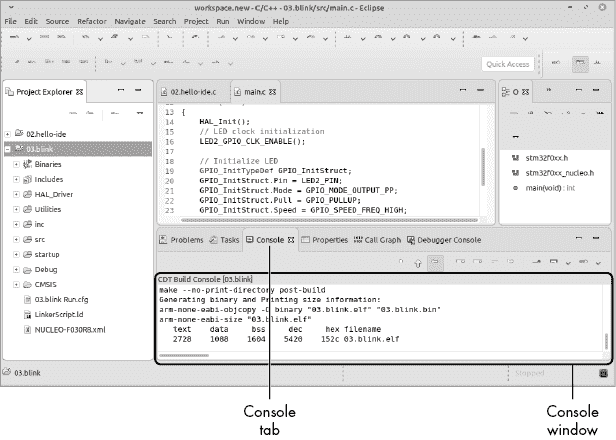 workspace.new - C/C++ - 03.blink/src/main.c - Eclipse
File Edit Source Refactor Navigate Search Project Run Window Help
Quick Access
Project Explorer
02.hello-ide
03.blink
Binaries
Includes
HAL_Driver
Utilities
inc
src
startup
Debug
CMSIS
03.blink Run.cfg
LinkerScript.ld
NUCLEO-F030R8.xml
02.hello-ide.c
main.c
13 {
14 HAL_Init();
15 // LED clock initialization
16 LED2_GPIO_CLK_ENABLE();
17
18 // Initialize LED
19 GPIO_InitTypeDef GPIO_InitStruct;
20 GPIO_InitStruct.Pin = LED2_PIN;
21 GPIO_InitStruct.Mode = GPIO_MODE_OUTPUT_PP;
22 GPIO_InitStruct.Pull = GPIO_PULLUP;
23 GPIO_InitStruct.Speed = GPIO_SPEED_FREQ_HIGH;
O
stm32f0xx.h
stm32f0xx_nucleo.h
main(void) : int
Problems Tasks Console Properties Call Graph Debugger Console
CDT Build Console [03.blink]
make --no-print-directory post-build
Generating binary and Printing size information:
arm-none-eabi-objcopy -O binary "03.blink.elf" "03.blink.bin"
arm-none-eabi-size "03.blink.elf"
text data bss dec hex filename
2728 1088 1604 5420 152c 03.blink.elf
03.blink
Stopped
Console
tab
Console
window